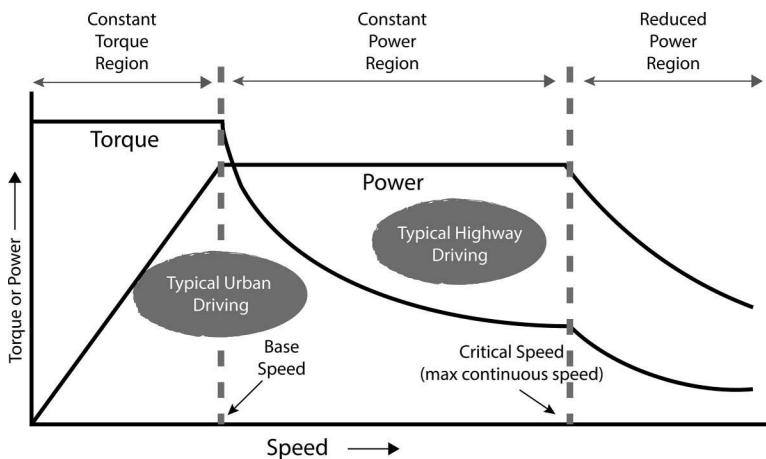 Constant
Torque
Region
Constant
Power
Region
Reduced
Power
Region
Torque
Power
Typical Highway
Driving
Typical Urban
Driving
Torque or Power
Base
Speed
Critical Speed
(max continuous speed)
Speed